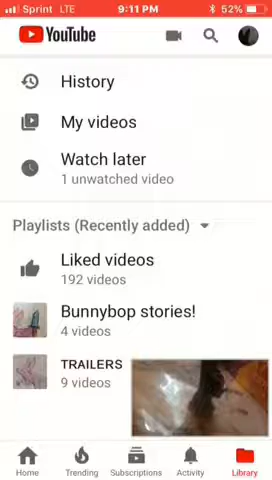 Sprint LTE 9:11 PM 52%
YouTube
History
My videos
Watch later
1 unwatched video
Playlists (Recently added)
Liked videos
192 videos
Bunnybop stories!
4 videos
TRAILERS
9 videos
Home Trending Subscriptions Activity Library